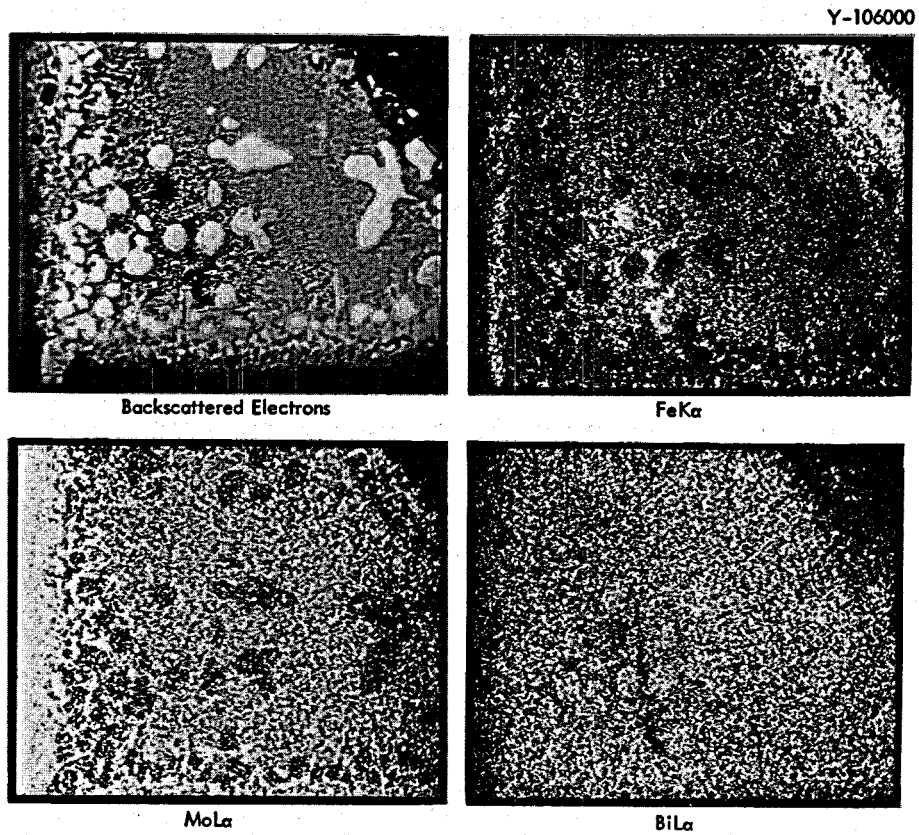 Y-106000
Backscattered Electrons
FeKα
MoLα
BiLα